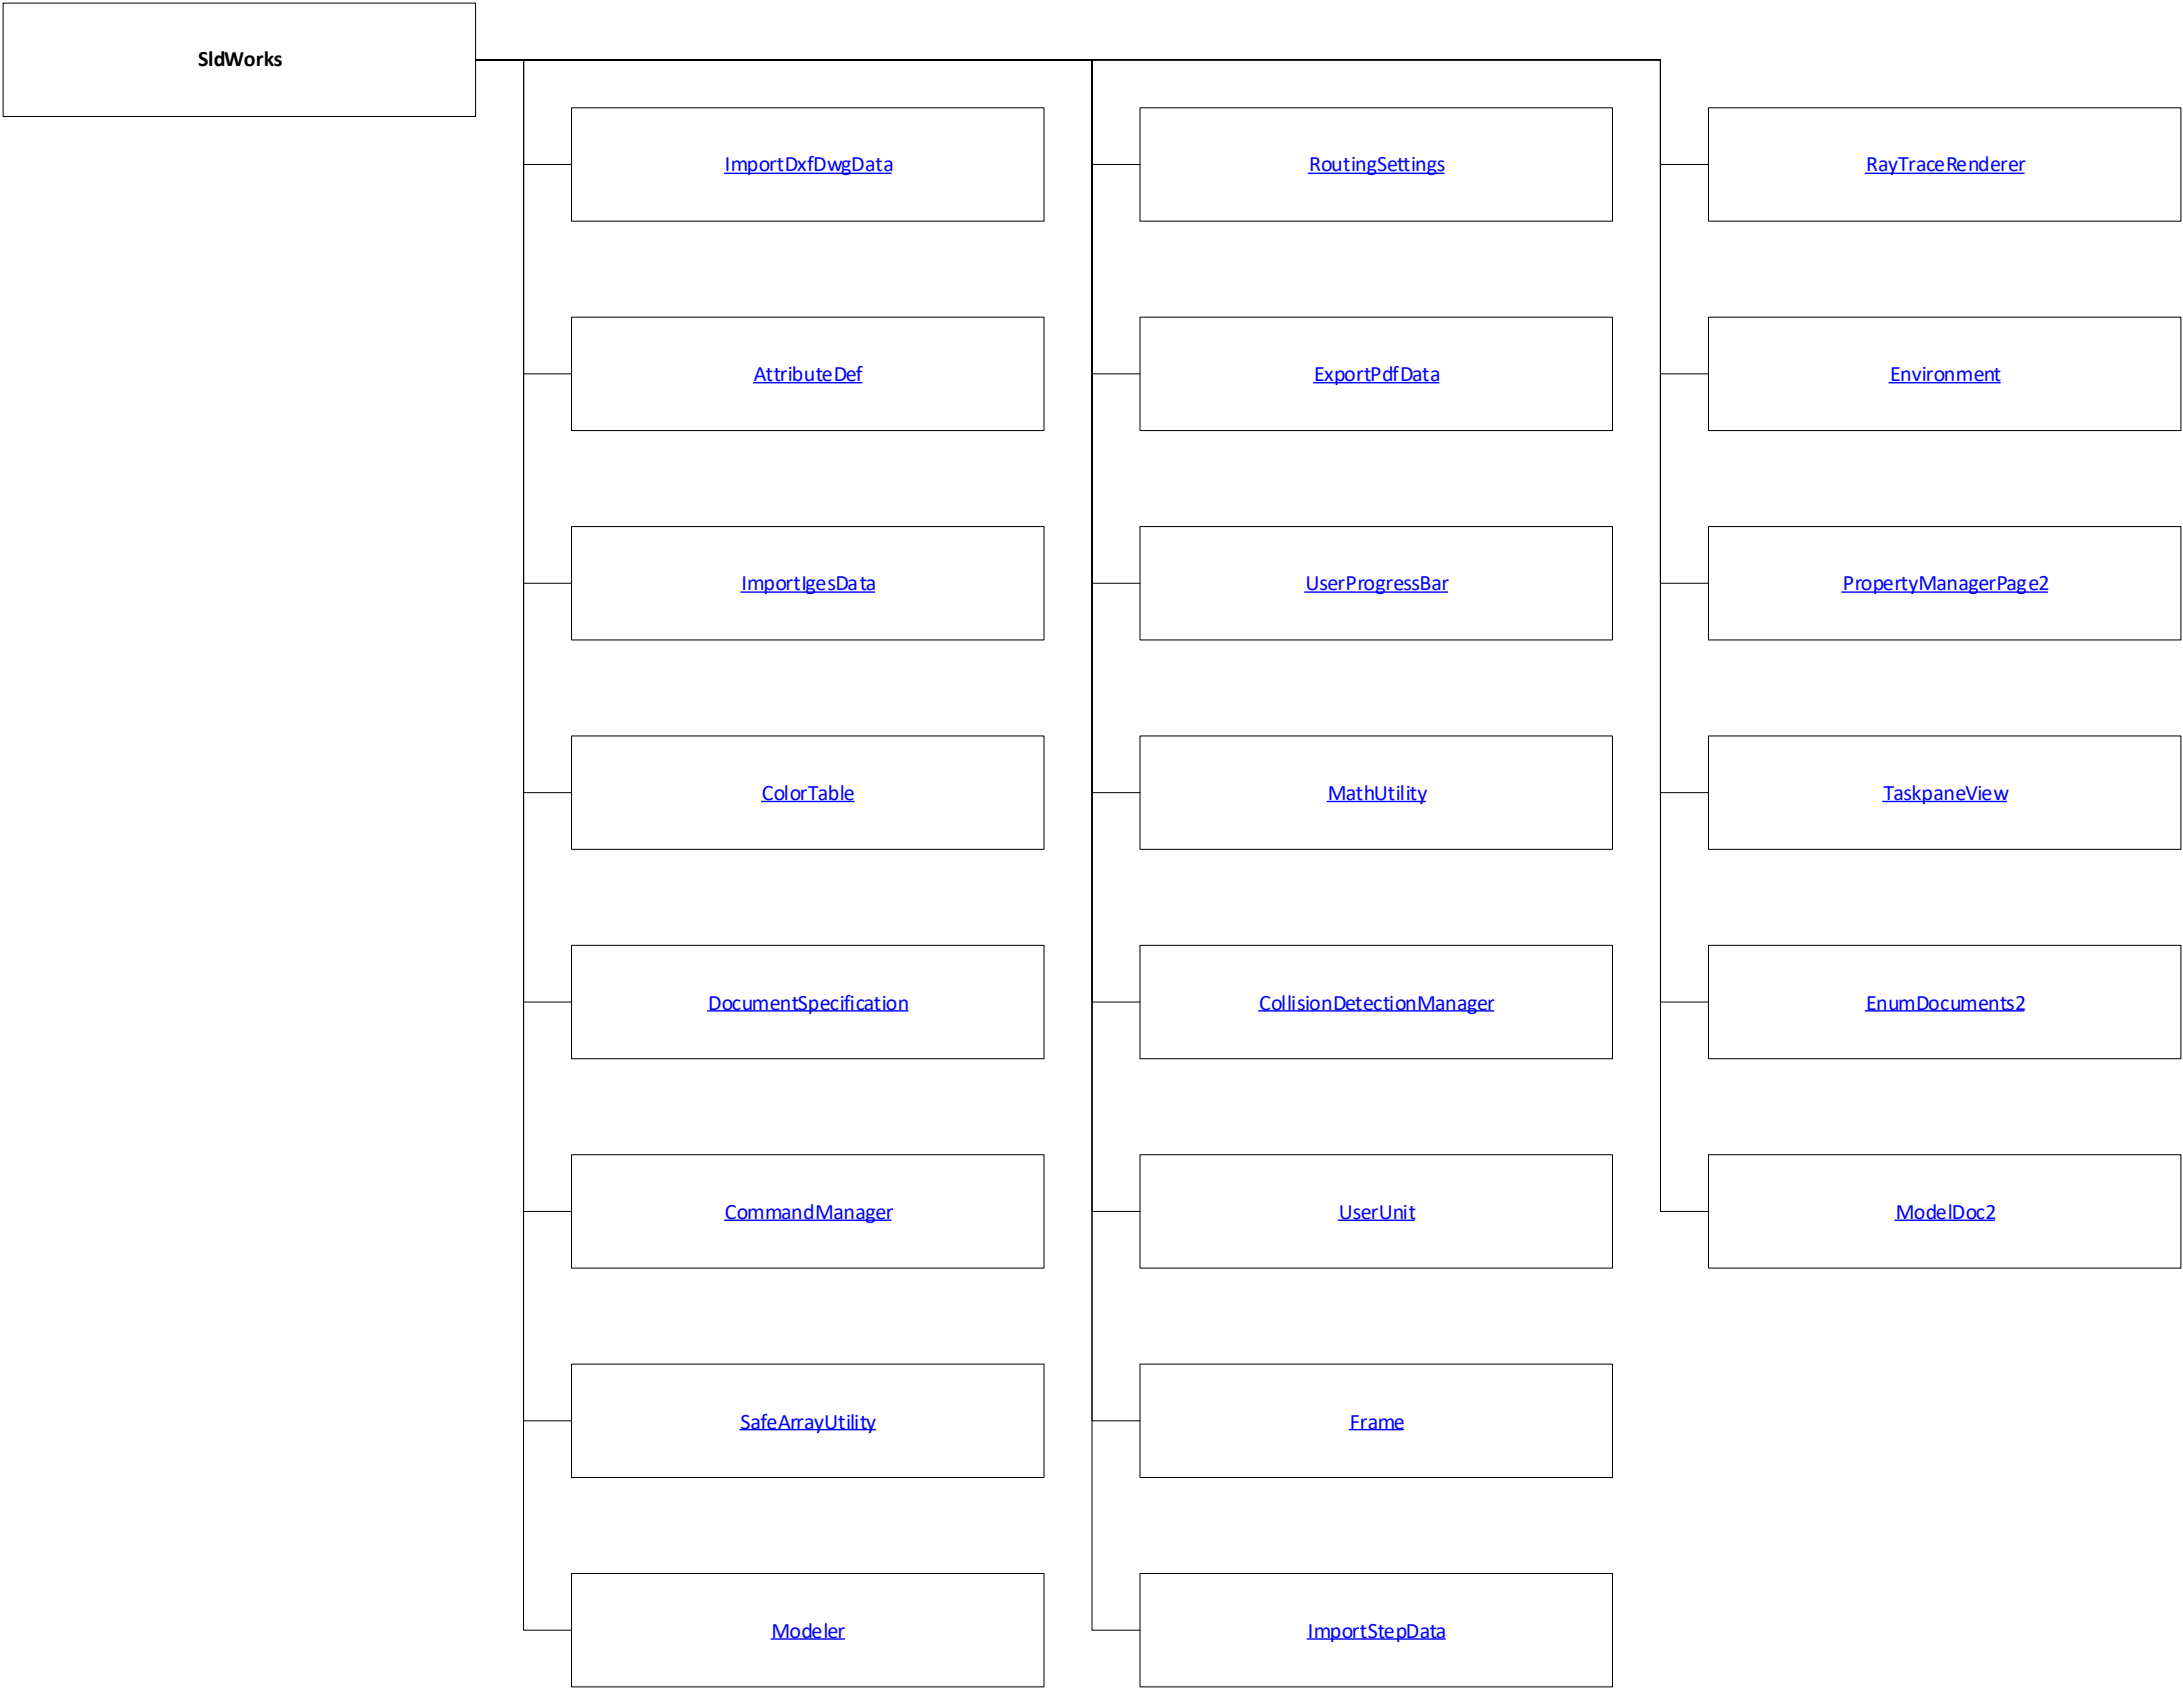 SldWorks
ImportDxfDwgData
RoutingSettings
RayTraceRenderer
AttributeDef
ExportPdfData
Environment
ImportIgesData
UserProgressBar
PropertyManagerPage2
ColorTable
MathUtility
TaskpaneView
DocumentSpecification
CollisionDetectionManager
EnumDocuments2
CommandManager
UserUnit
ModelDoc2
SafeArrayUtility
Frame
Modeler
ImportStepData